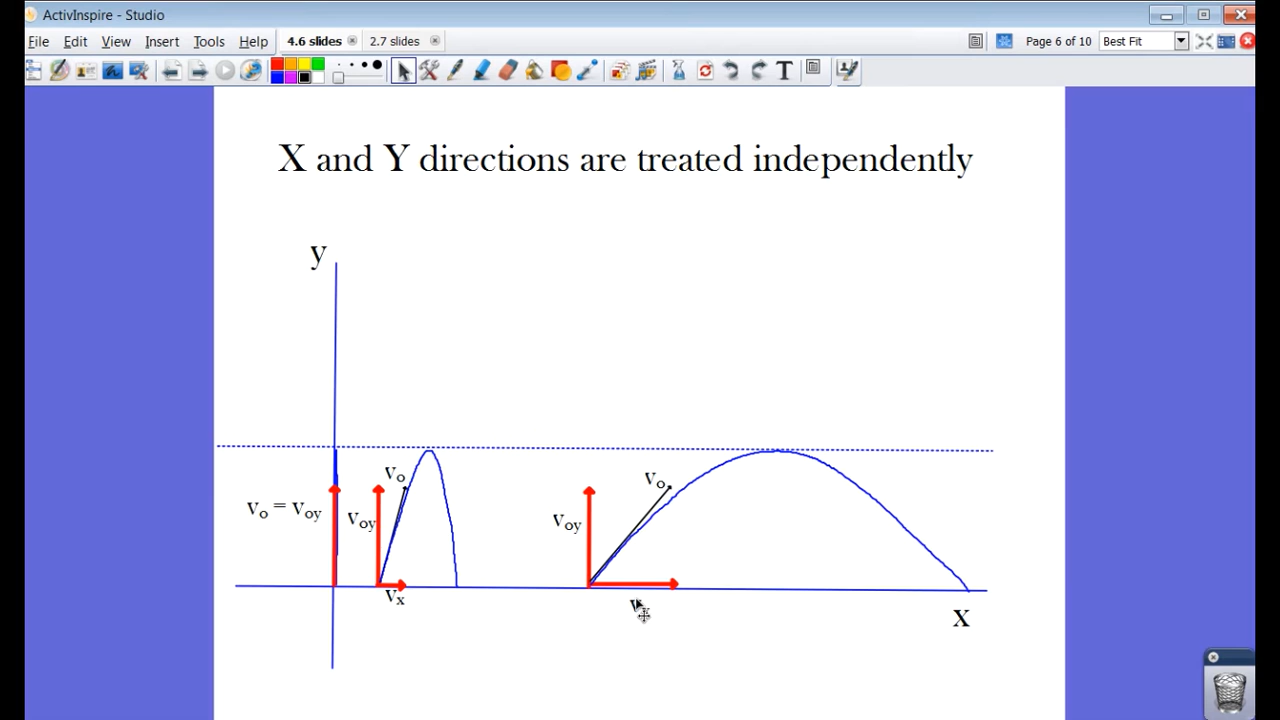 ActivInspire - Studio
File Edit View Insert Tools Help 4.6 slides 2.7 slides Page 6 of 10 Best Fit
T
X and Y directions are treated independently
y
vo
vo
vo = voy
voy
voy
vx
x